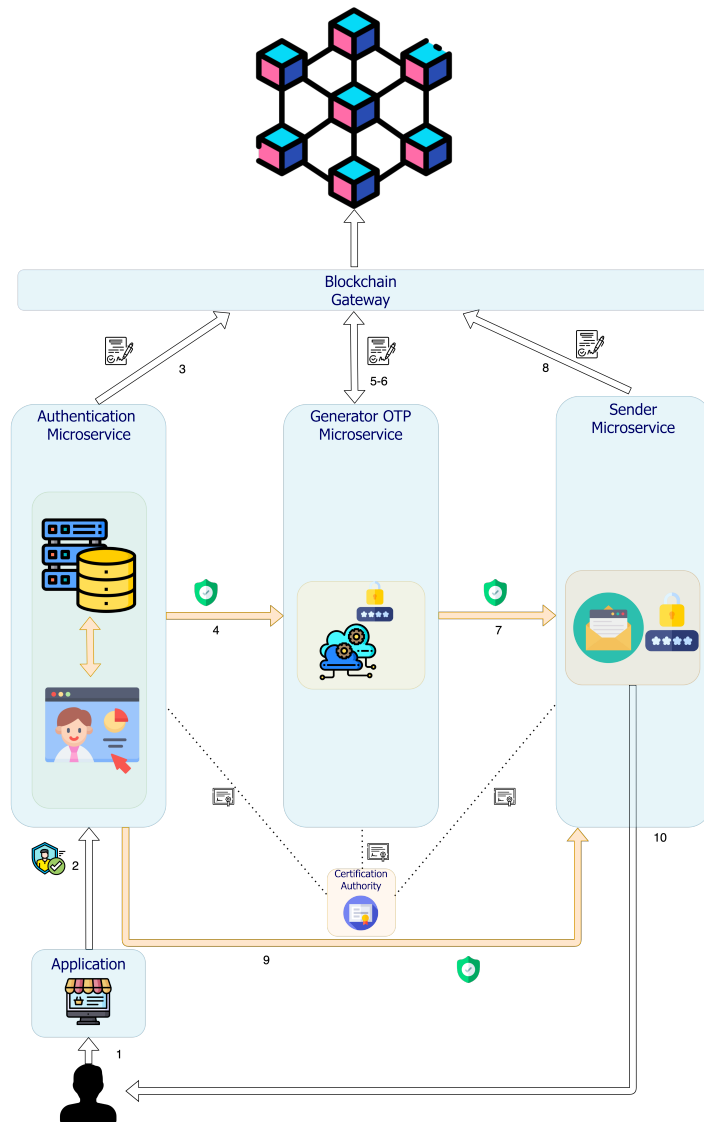 Blockchain
Gateway
3
5-6
8
Authentication
Microservice
Generator OTP
Microservice
Sender
Microservice
4
7
2
10
Certification
Authority
9
Application
1